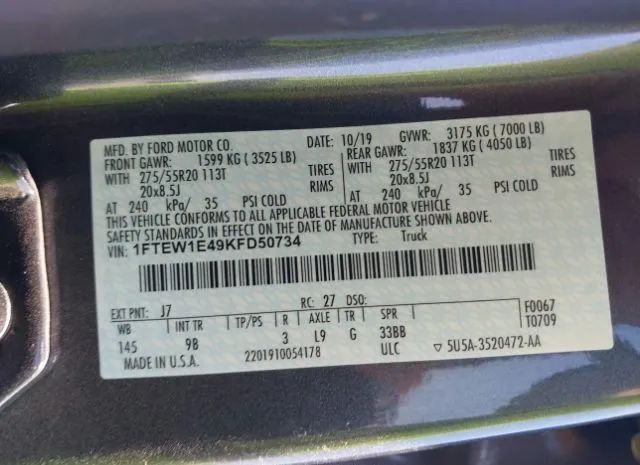 MFD. BY FORD MOTOR CO. DATE: 10/19 GVWR: 3175 KG ( 7000 LB)
FRONT GAWR: 1599 KG ( 3525 LB) REAR GAWR: 1837 KG ( 4050 LB)
WITH 275/55R20 113T TIRES WITH 275/55R20 113T TIRES
20x8.5J RIMS 20x8.5J RIMS
AT 240 kPa/ 35 PSI COLD AT 240 kPa/ 35 PSI COLD
THIS VEHICLE CONFORMS TO ALL APPLICABLE FEDERAL MOTOR VEHICLE
SAFETY STANDARDS IN EFFECT ON THE DATE OF MANUFACTURE SHOWN ABOVE.
VIN: 1FTEW1E49KFD50734 TYPE: Truck
EXT PNT: J7 RC: 27 DSO: F0067
WB INT TR TP/PS R AXLE TR SPR T0709
145 9B 3 L9 G 33BB
MADE IN U.S.A. 2201910054178 ULC ▽ 5U5A-3520472-AA